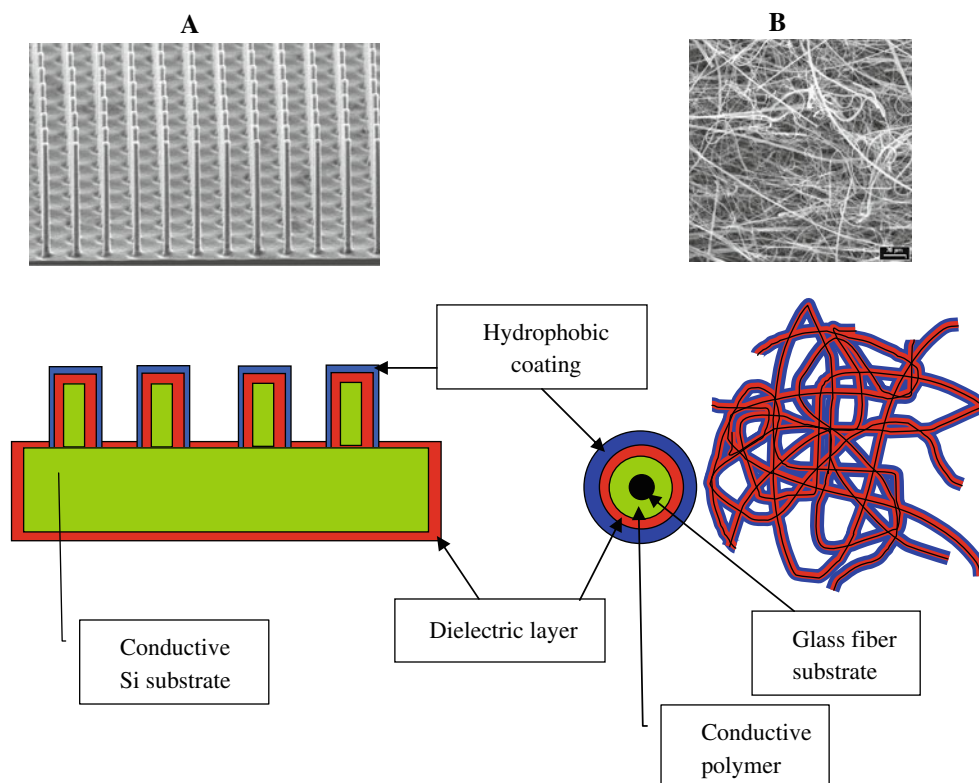 A
B
Hydrophobic
coating
Dielectric layer
Conductive
Si substrate
Glass fiber
substrate
Conductive
polymer